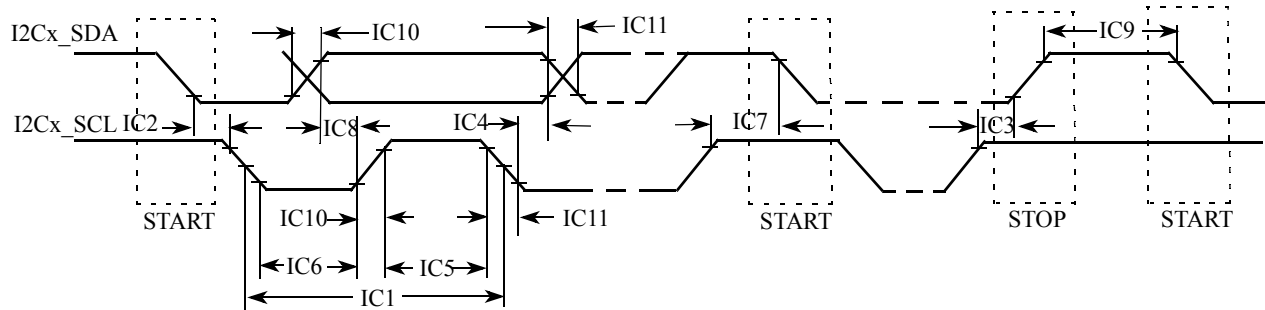 I2Cx_SDA
IC10
IC11
IC9
I2Cx_SCL
IC2
IC8
IC4
IC7
IC3
START
IC10
IC11
START
STOP
START
IC6
IC5
IC1